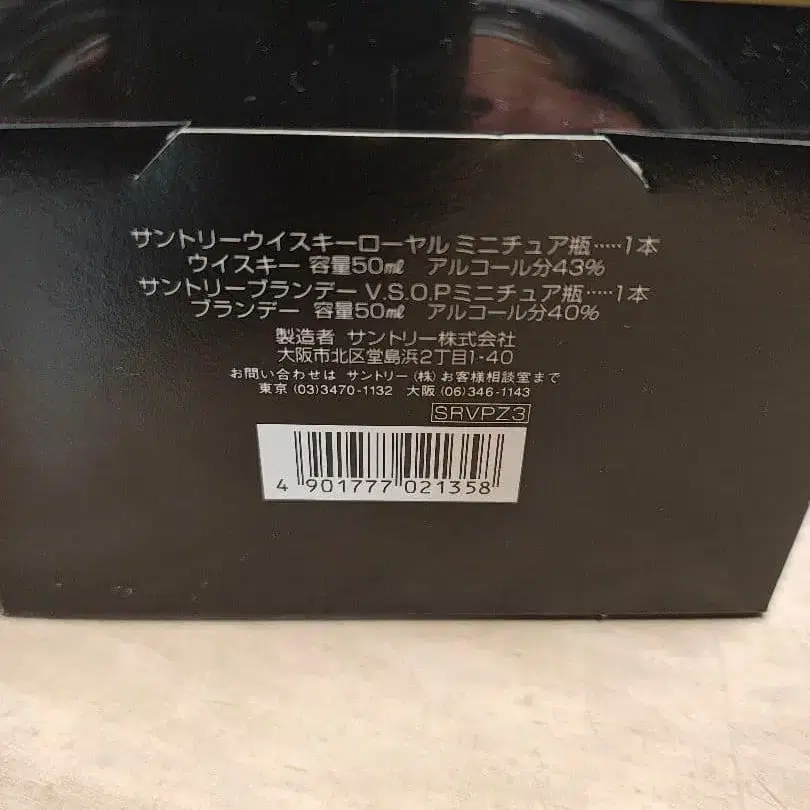 サントリーウイスキーローヤル ミニチュア瓶……1本
ウイスキー 容量50㎖ アルコール分43%
サントリーブランデー V.S.O.Pミニチュア瓶……1本
ブランデー 容量50㎖ アルコール分40%
製造者 サントリー株式会社
大阪市北区堂島浜2丁目1-40
お問い合わせは サントリー(株)お客様相談室まで
東京(03)3470-1132 大阪(06)346-1143
SRVPZ3
4 901777 021358